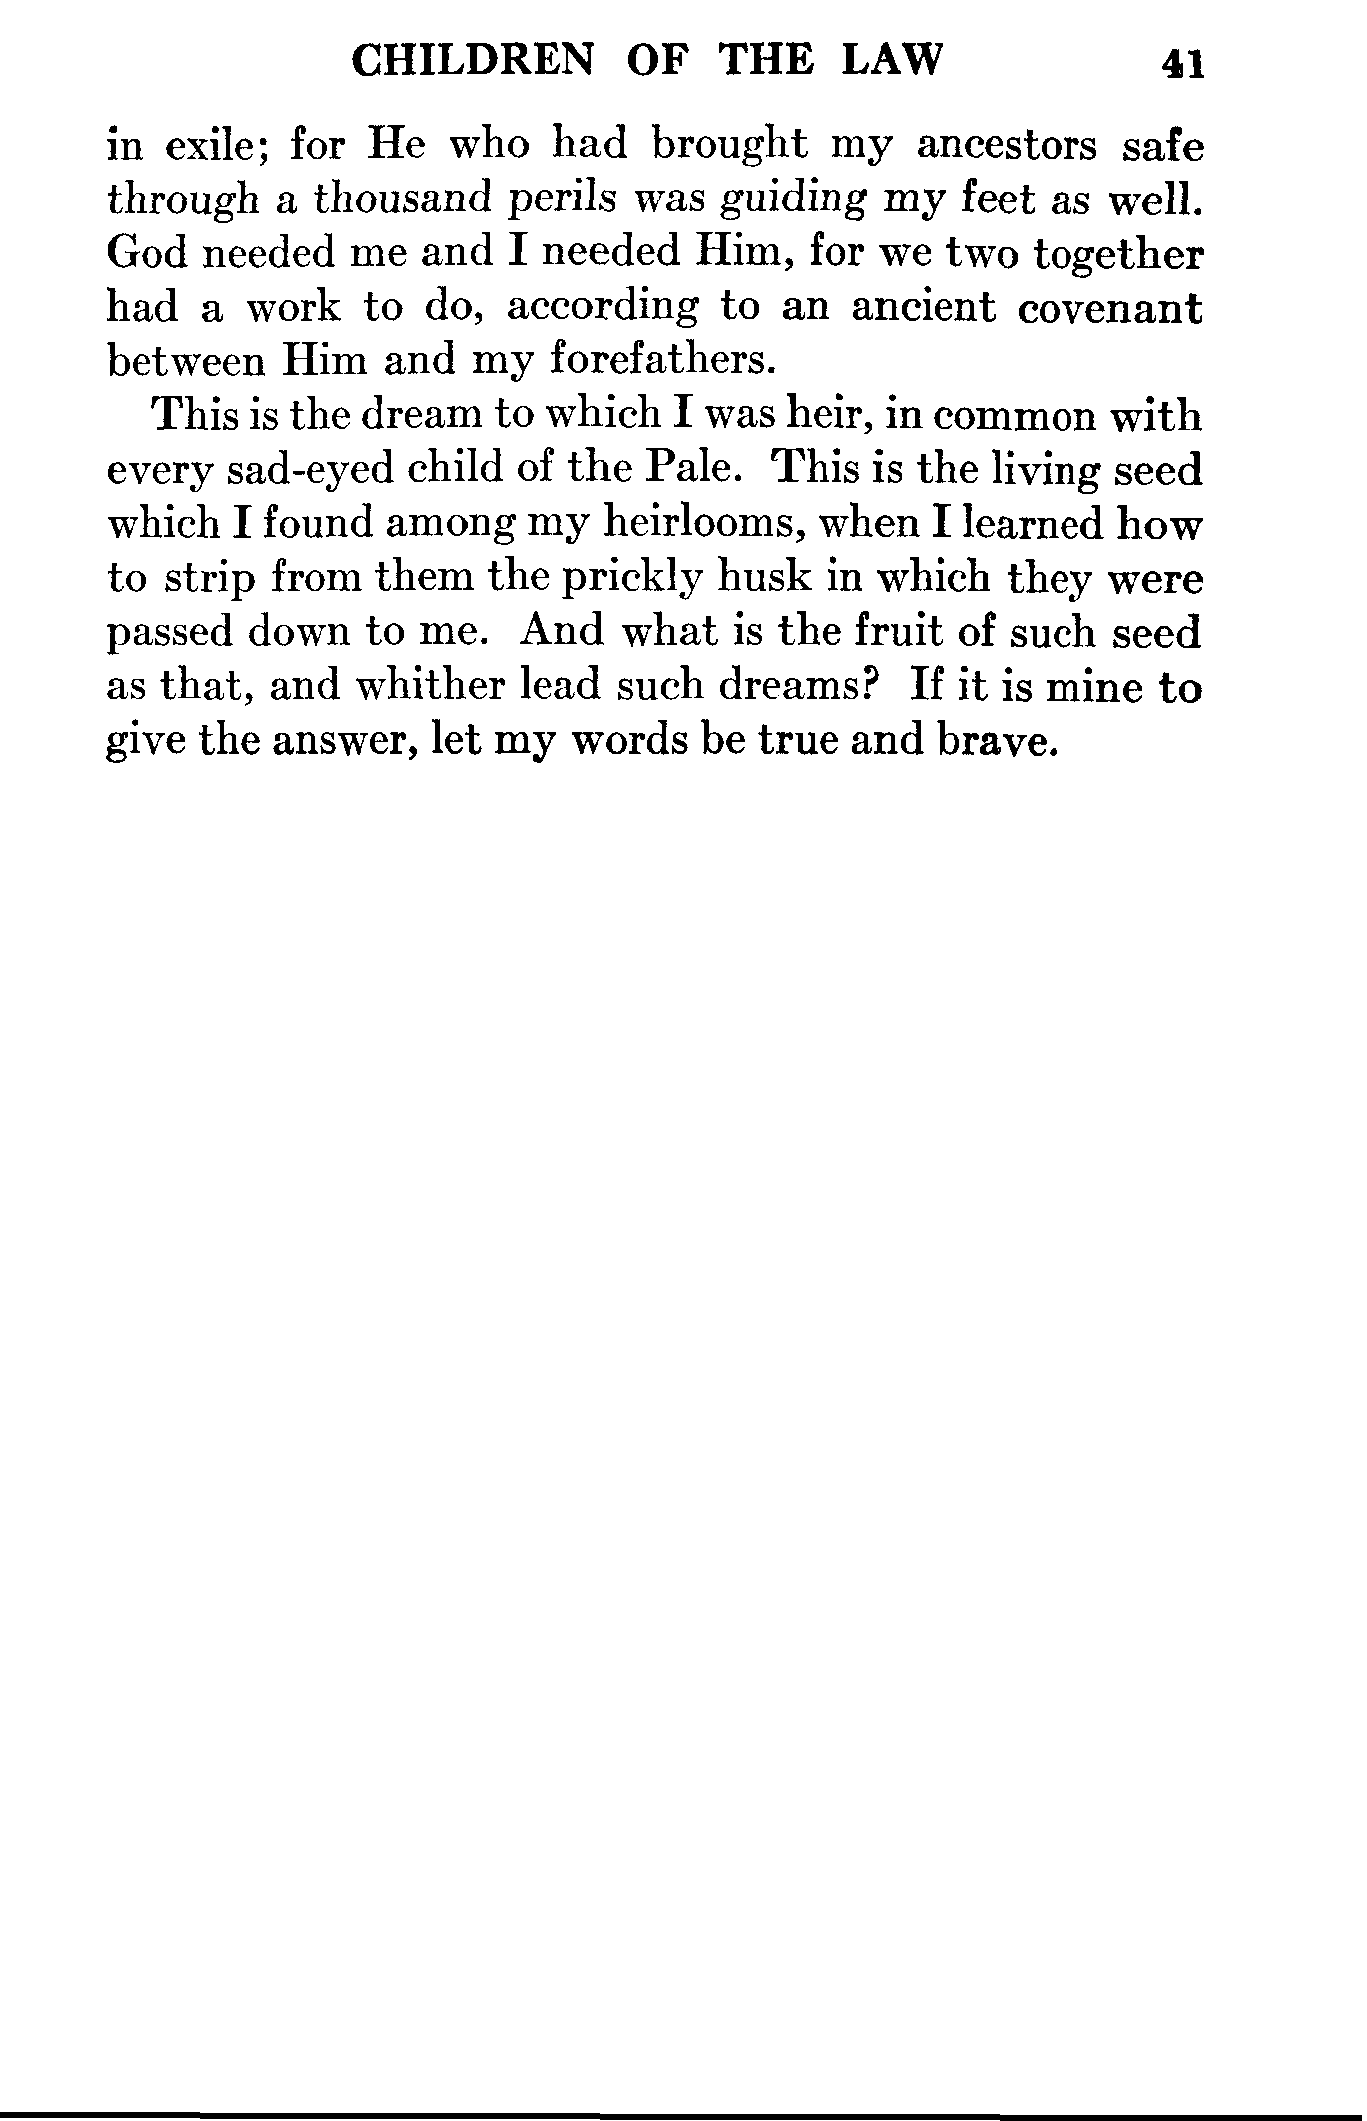 CHILDREN OF THE LAW 41
in exile; for He who had brought my ancestors safe
through a thousand perils was guiding my feet as well.
God needed me and I needed Him, for we two together
had a work to do, according to an ancient covenant
between Him and my forefathers.
This is the dream to which I was heir, in common with
every sad-eyed child of the Pale. This is the living seed
which I found among my heirlooms, when I learned how
to strip from them the prickly husk in which they were
passed down to me. And what is the fruit of such seed
as that, and whither lead such dreams? If it is mine to
give the answer, let my words be true and brave.